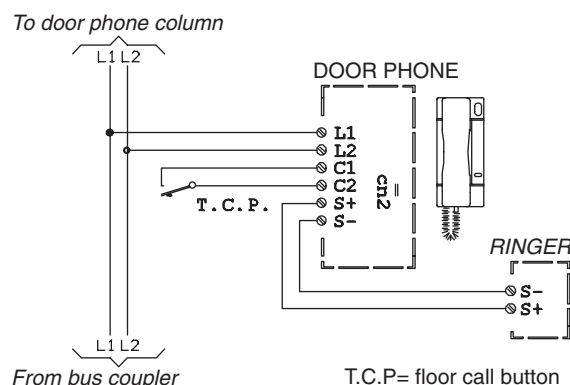 To door phone column
L1 L2
DOOR PHONE
L1
L2
C1
C2
S+
S-
= cn2
T.C.P.
RINGER
S-
S+
L1 L2
From bus coupler
T.C.P= floor call button